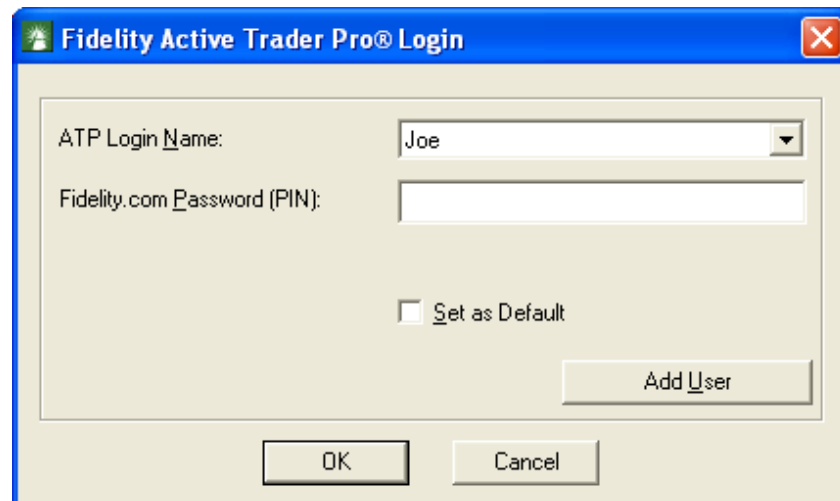 Fidelity Active Trader Pro® Login
ATP Login Name: Joe
Fidelity.com Password (PIN):
Set as Default
Add User
OK Cancel